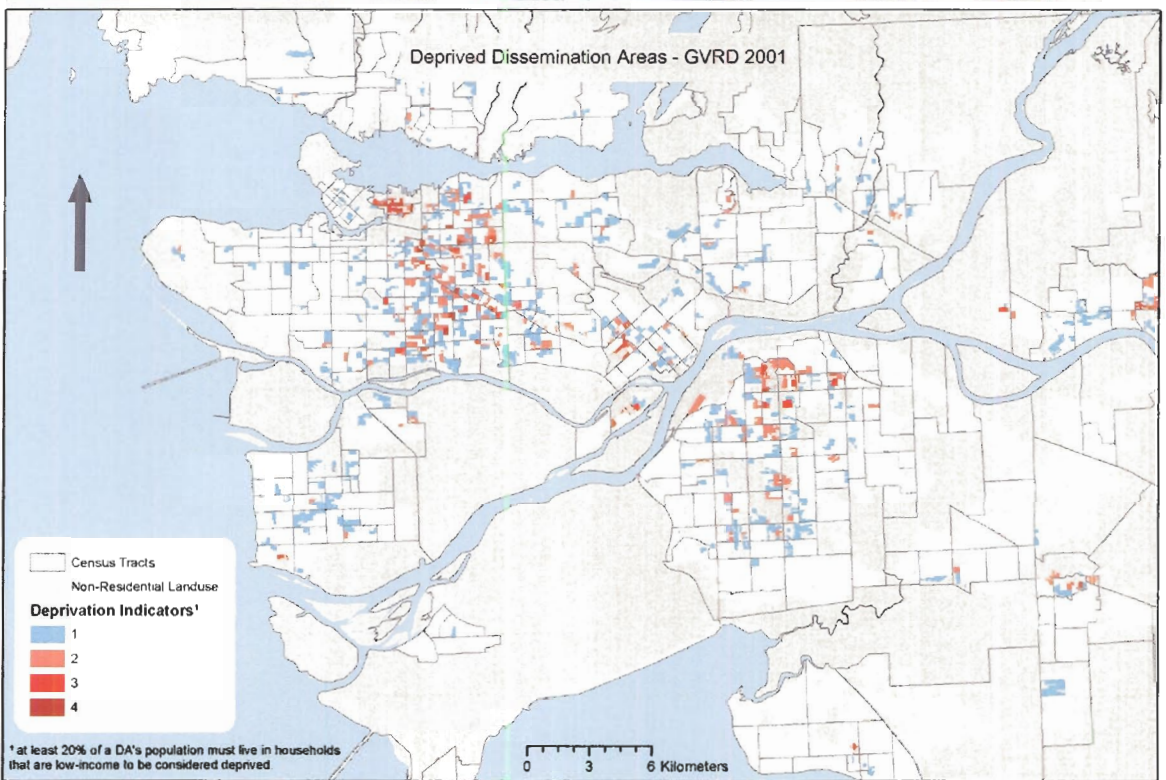 Deprived Dissemination Areas - GVRD 2001
Census Tracts
Non-Residential Landuse
Deprivation Indicators¹
1
2
3
4
¹ at least 20% of a DA's population must live in households
that are low-income to be considered deprived.
0 3 6 Kilometers